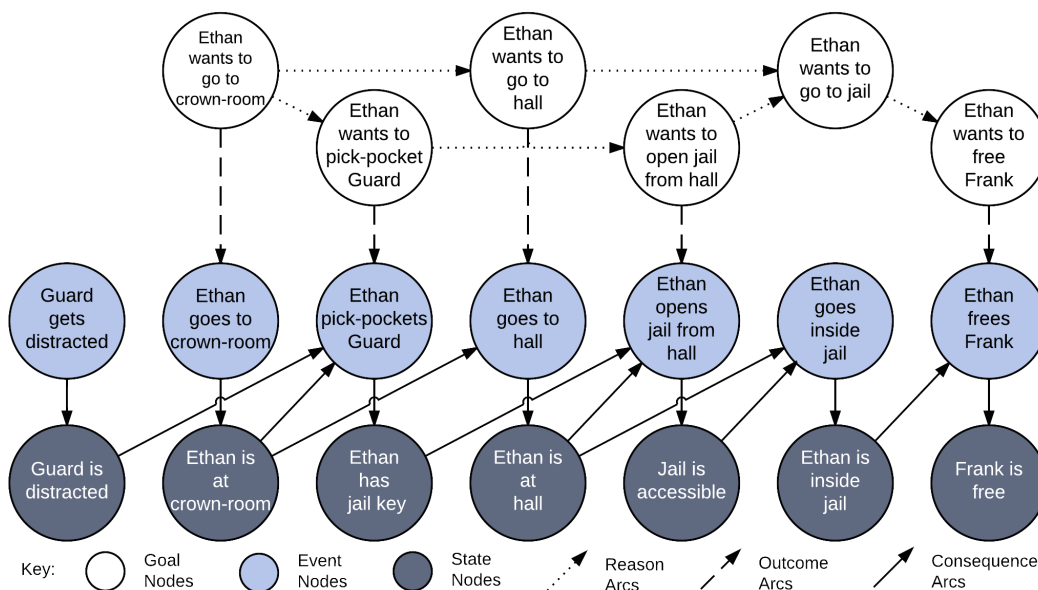 Ethan
wants to
go to
crown-room
Ethan
wants to
go to
hall
Ethan
wants to
go to jail
Ethan
wants to
pick-pocket
Guard
Ethan
wants to
open jail
from hall
Ethan
wants to
free
Frank
Guard
gets
distracted
Ethan
goes to
crown-room
Ethan
pick-pockets
Guard
Ethan
goes to
hall
Ethan
opens
jail from
hall
Ethan
goes
inside
jail
Ethan
frees
Frank
Guard is
distracted
Ethan is
at
crown-room
Ethan
has
jail key
Ethan is
at
hall
Jail is
accessible
Ethan is
inside
jail
Frank is
free
Key:
Goal
Nodes
Event
Nodes
State
Nodes
Reason
Arcs
Outcome
Arcs
Consequence
Arcs